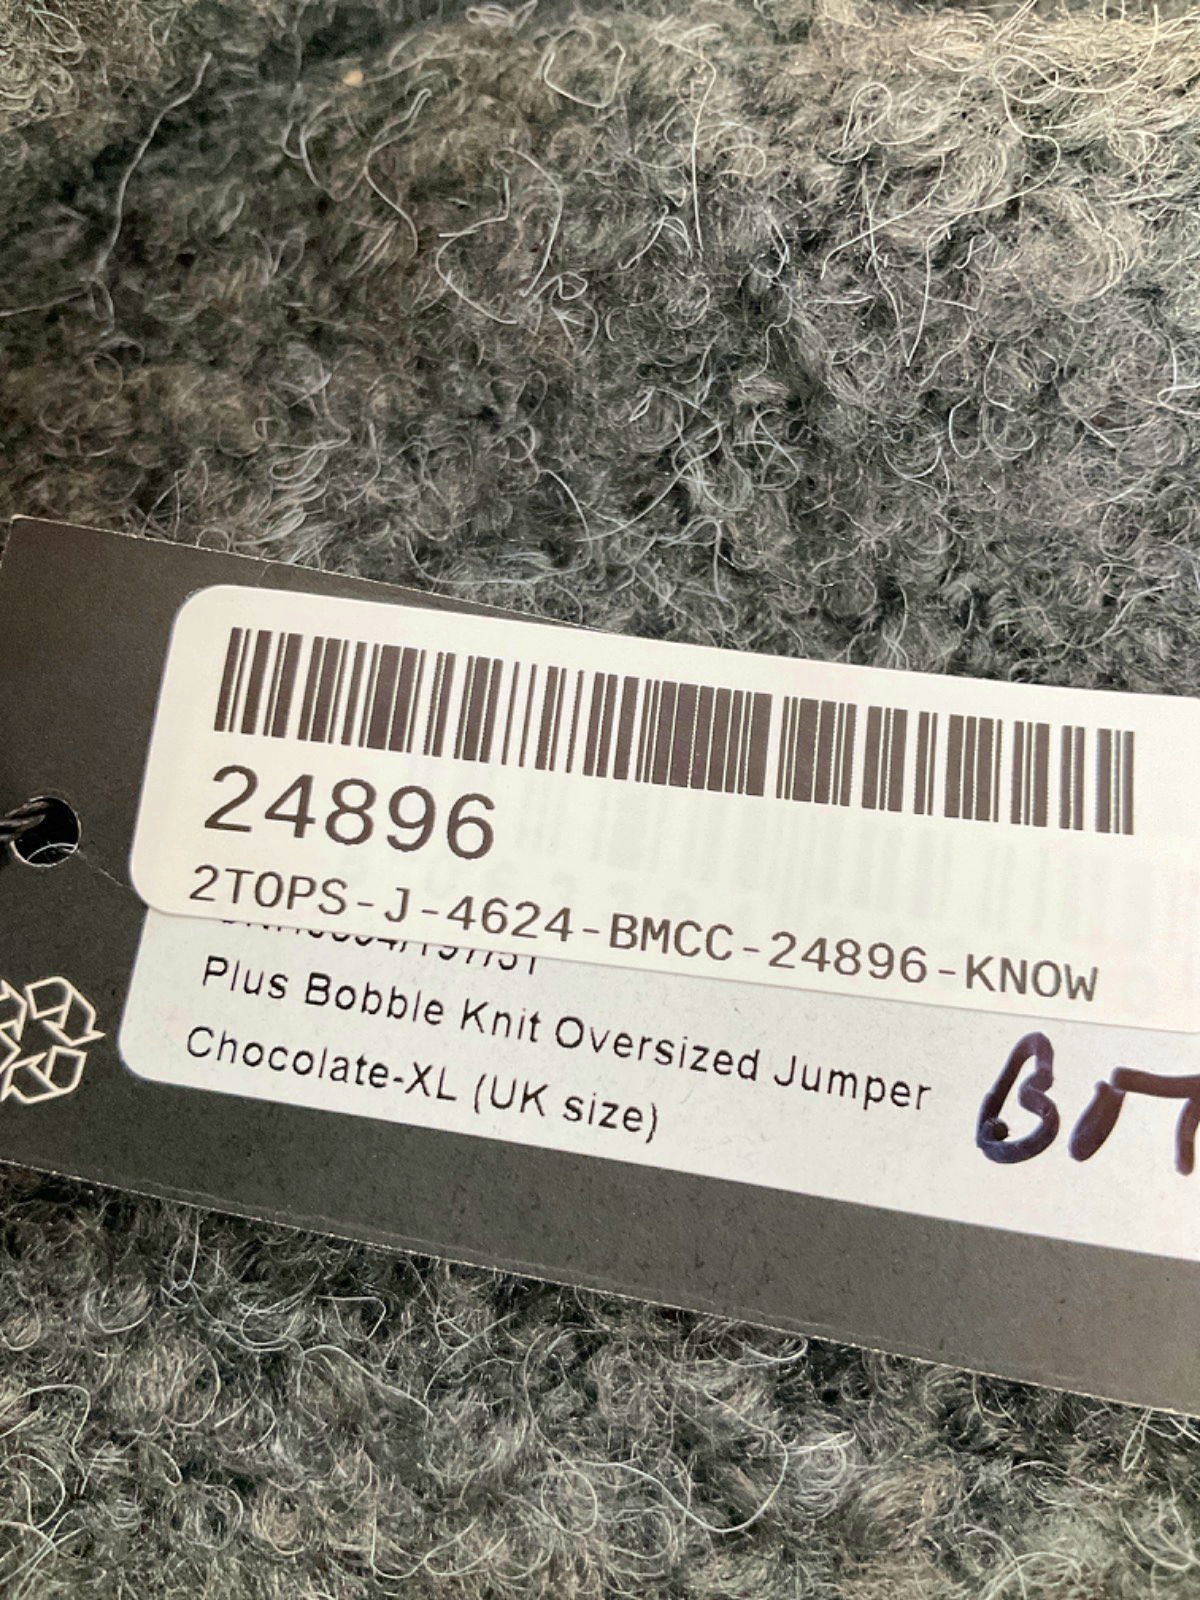 24896
2TOPS-J-4624-BMCC-24896-KNOW
Plus Bobble Knit Oversized Jumper
Chocolate-XL (UK size)